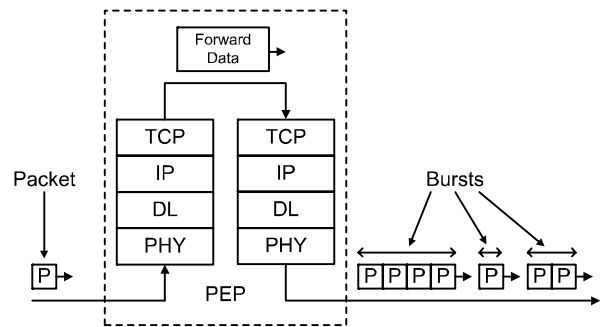 Forward
Data
TCP TCP
IP IP
DL DL
PHY PHY
Packet
Bursts
P
P P P P P P P
PEP